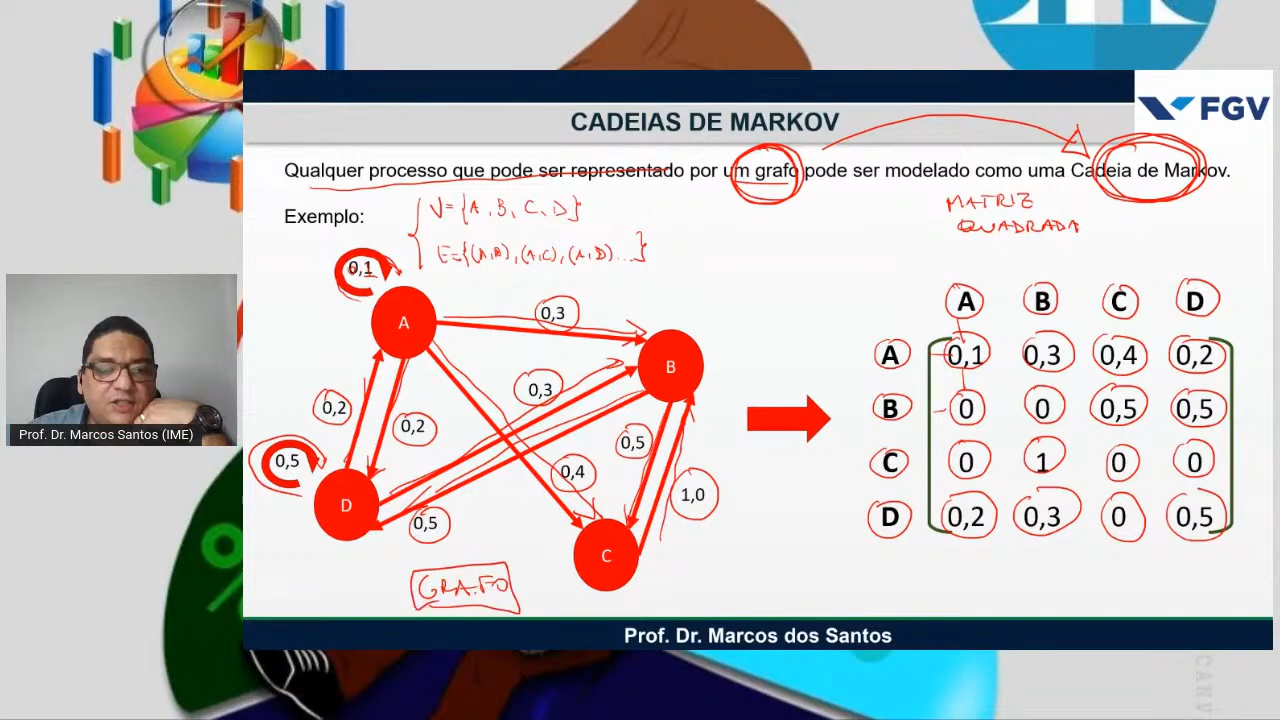 FGV
CADEIAS DE MARKOV
Qualquer processo que pode ser representado por um grafo pode ser modelado como uma Cadeia de Markov.
MATRIZ
QUADRADA
Exemplo:
V={A,B,C,D}
E={(A,B),(A,C),(A,D)...}
0,1
A
0,3
B
0,3
0,2
0,2
0,5
0,5
0,4
1,0
D
0,5
C
GRAFO
A B C D
A 0,1 0,3 0,4 0,2
B 0 0 0,5 0,5
C 0 1 0 0
D 0,2 0,3 0 0,5
Prof. Dr. Marcos Santos (IME)
Prof. Dr. Marcos dos Santos
%
CANV